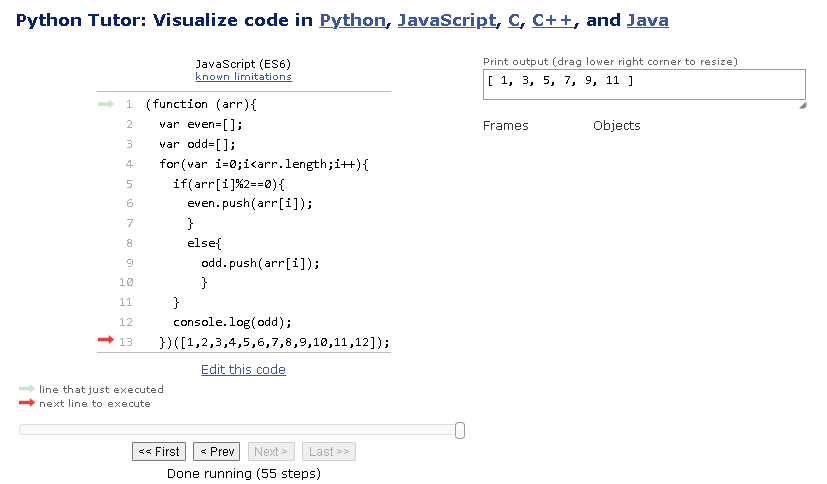 Python Tutor: Visualize code in Python, JavaScript, C, C++, and Java
JavaScript (ES6)
known limitations
1 (function (arr){
2 var even=[];
3 var odd=[];
4 for(var i=0;i<arr.length;i++){
5 if(arr[i]%2==0){
6 even.push(arr[i]);
7 }
8 else{
9 odd.push(arr[i]);
10 }
11 }
12 console.log(odd);
13 })([1,2,3,4,5,6,7,8,9,10,11,12]);
Edit this code
line that just executed
next line to execute
<< First < Prev Next > Last >>
Done running (55 steps)
Print output (drag lower right corner to resize)
[ 1, 3, 5, 7, 9, 11 ]
Frames Objects